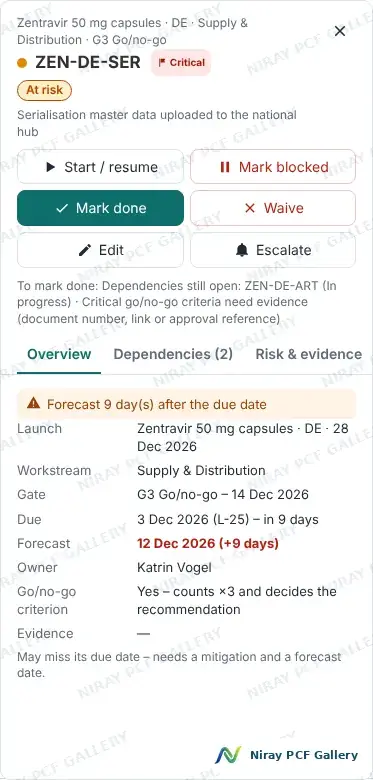 Zentravir 50 mg capsules · DE · Supply &
Distribution · G3 Go/no-go
ZEN-DE-SER
Critical
At risk
Serialisation master data uploaded to the national
hub
Start / resume
Mark blocked
Mark done
Waive
Edit
Escalate
To mark done: Dependencies still open: ZEN-DE-ART (In
progress) · Critical go/no-go criteria need evidence
(document number, link or approval reference)
Overview
Dependencies (2)
Risk & evidence
Forecast 9 day(s) after the due date
Launch Zentravir 50 mg capsules · DE · 28
Dec 2026
Workstream Supply & Distribution
Gate G3 Go/no-go – 14 Dec 2026
Due 3 Dec 2026 (L-25) – in 9 days
Forecast 12 Dec 2026 (+9 days)
Owner Katrin Vogel
Go/no-go Yes – counts ×3 and decides the
criterion recommendation
Evidence —
May miss its due date – needs a mitigation and a forecast
date.
Niray PCF Gallery
NIRAY PCF GALLERY